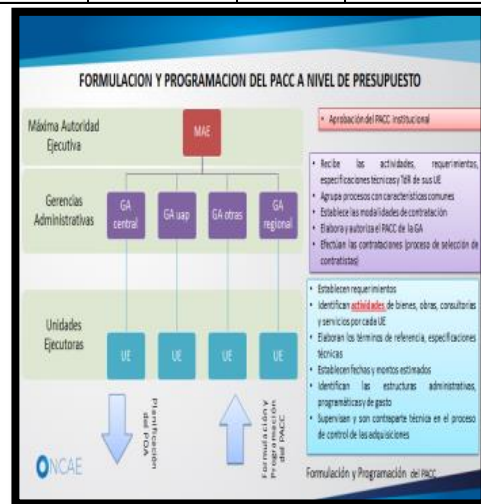 FORMULACION Y PROGRAMACION DEL PACC A NIVEL DE PRESUPUESTO
Máxima Autoridad
Ejecutiva
MAE
• Aprobación del PACC institucional
Gerencias
Administrativas
GA
central
GA uap
GA otras
GA
regional
• Recibe las actividades, requerimientos,
especificaciones técnicas y TdR de sus UE
• Agrupa procesos con características comunes
• Establece las modalidades de contratación
• Elabora y autoriza el PACC de la GA
• Efectúan las contrataciones (proceso de selección de
contratistas)
Unidades
Ejecutoras
UE
UE
UE
UE
• Establecen requerimientos
• Identifican actividades de bienes, obras, consultorias
y servicios por cada UE
• Elaboran los términos de referencia, especificaciones
técnicas
• Establecen fechas y montos estimados
• Identifican las estructuras administrativas,
programáticas y de gasto
• Supervisan y son contraparte técnica en el proceso
de control de las adquisiciones
Planificación
del POA
Formulación y
Programación
del PACC
ONCAE
Formulación y Programación del PACC